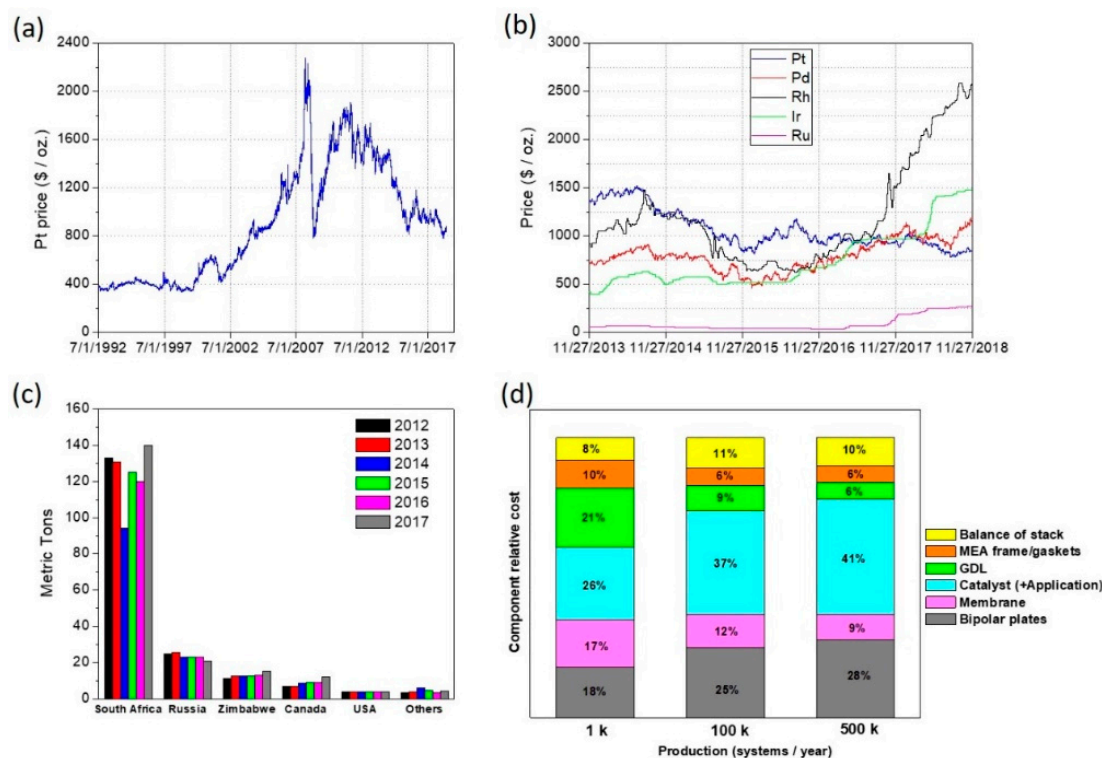 (a)
2400
2000
1600
1200
800
400
0
Pt price ($ / oz.)
7/1/1992 7/1/1997 7/1/2002 7/1/2007 7/1/2012 7/1/2017
(b)
3000
2500
2000
1500
1000
500
0
Price ($ / oz.)
Pt
Pd
Rh
Ir
Ru
11/27/2013 11/27/2014 11/27/2015 11/27/2016 11/27/2017 11/27/2018
(c)
160
140
120
100
80
60
40
20
0
Metric Tons
2012
2013
2014
2015
2016
2017
South Africa Russia Zimbabwe Canada USA Others
(d)
Component relative cost
8%
10%
21%
26%
17%
18%
11%
6%
9%
37%
12%
25%
10%
6%
6%
41%
9%
28%
1 k 100 k 500 k
Production (systems / year)
Balance of stack
MEA frame/gaskets
GDL
Catalyst (+Application)
Membrane
Bipolar plates